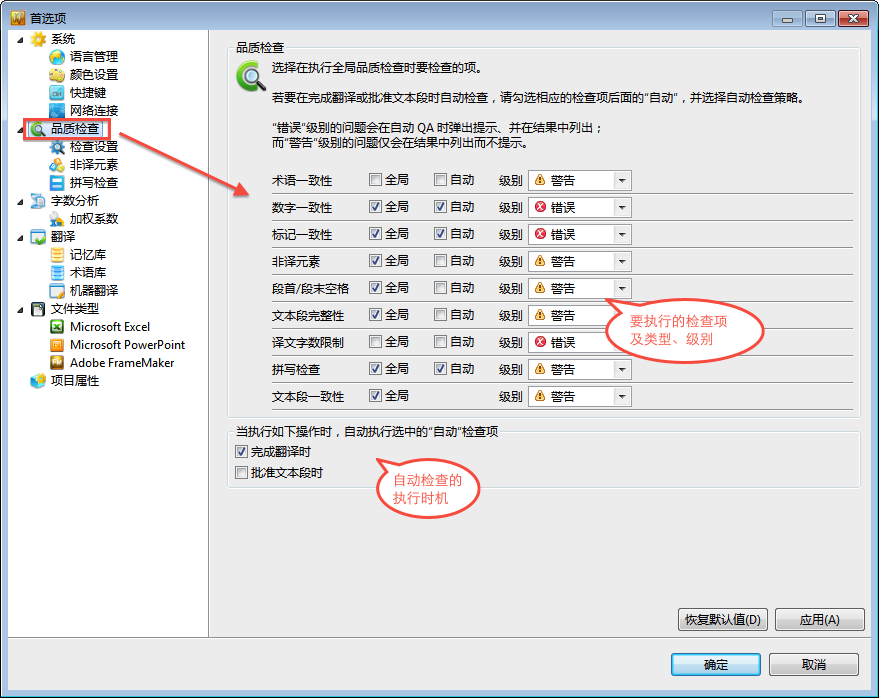 首选项
系统
语言管理
颜色设置
快捷键
网络连接
品质检查
检查设置
非译元素
拼写检查
字数分析
加权系数
翻译
记忆库
术语库
机器翻译
文件类型
Microsoft Excel
Microsoft PowerPoint
Adobe FrameMaker
项目属性
品质检查
选择在执行全局品质检查时要检查的项。
若要在完成翻译或批准文本段时自动检查，请勾选相应的检查项后面的“自动”，并选择自动检查策略。
“错误”级别的问题会在自动 QA 时弹出提示、并在结果中列出；
而“警告”级别的问题仅会在结果中列出而不提示。
术语一致性 全局 自动 级别 警告
数字一致性 全局 自动 级别 错误
标记一致性 全局 自动 级别 错误
非译元素 全局 自动 级别 警告
段首/段末空格 全局 自动 级别 警告
文本段完整性 全局 自动 级别 警告
译文字数限制 全局 自动 级别 错误
拼写检查 全局 自动 级别 警告
文本段一致性 全局 级别 警告
要执行的检查项
及类型、级别
当执行如下操作时，自动执行选中的“自动”检查项
完成翻译时
批准文本段时
自动检查的
执行时机
恢复默认值(D) 应用(A)
确定 取消